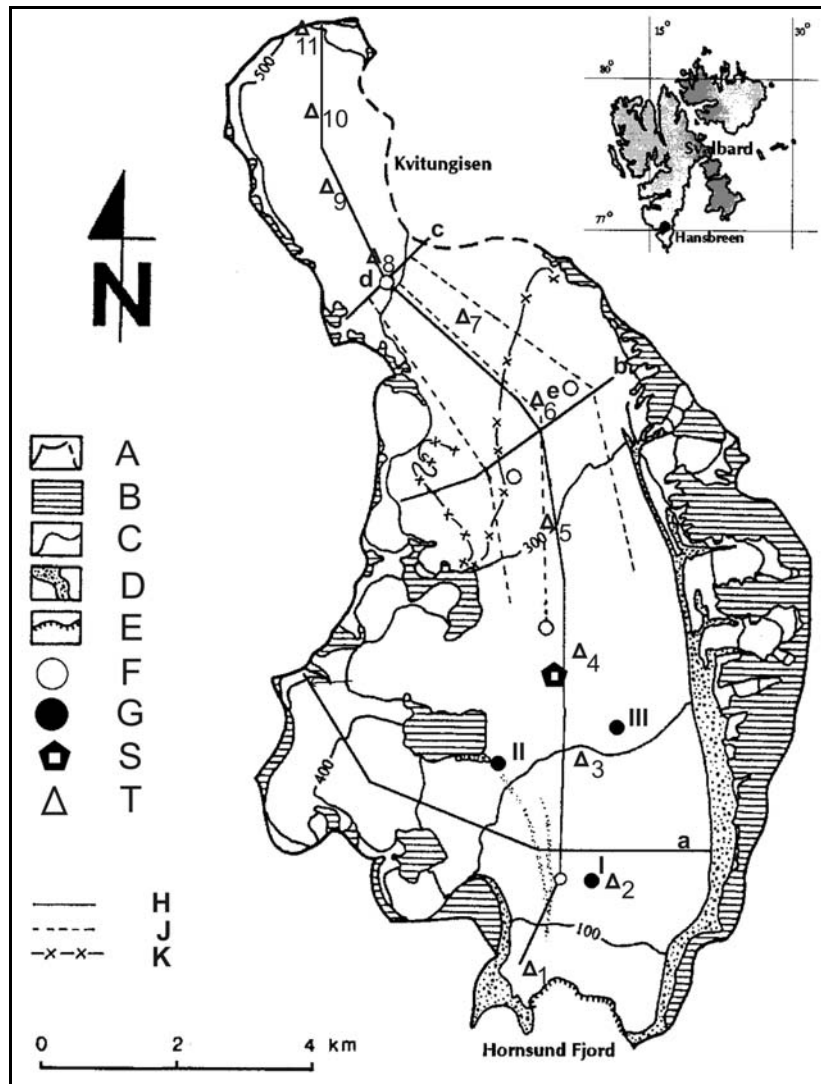 11
500
10
Kvitungisen
9
c
8
d
7
b
e
6
5
300
4
III
II
3
400
a
I
2
100
1
Hornsund Fjord
15°
30°
80°
Svalbard
77°
Hansbreen
N
A
B
C
D
E
F
G
S
T
H
J
K
0 2 4 km